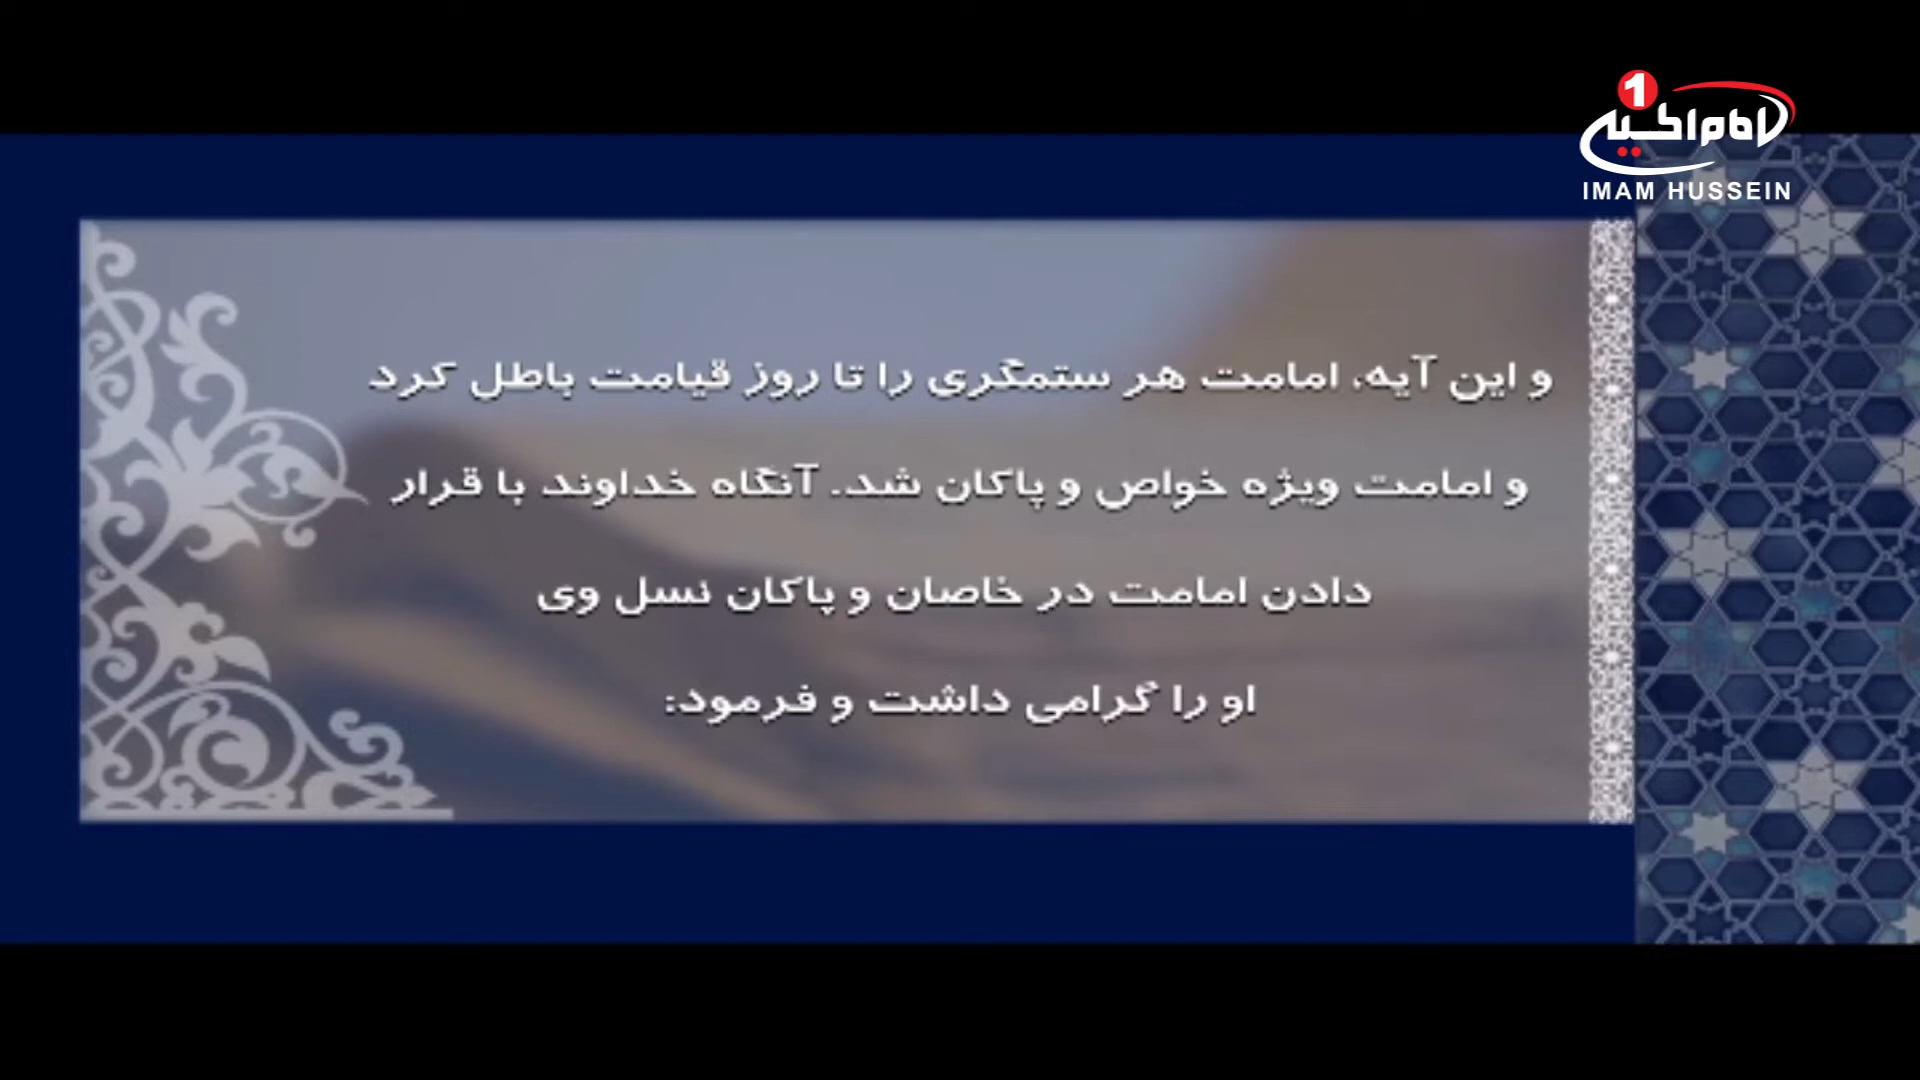 1
امام حسین
IMAM HUSSEIN
و این آیه، امامت هر ستمگری را تا روز قیامت باطل کرد
و امامت ویژه خواص و پاکان شد. آنگاه خداوند با قرار
دادن امامت در خاصان و پاکان نسل وی
او را گرامی داشت و فرمود: